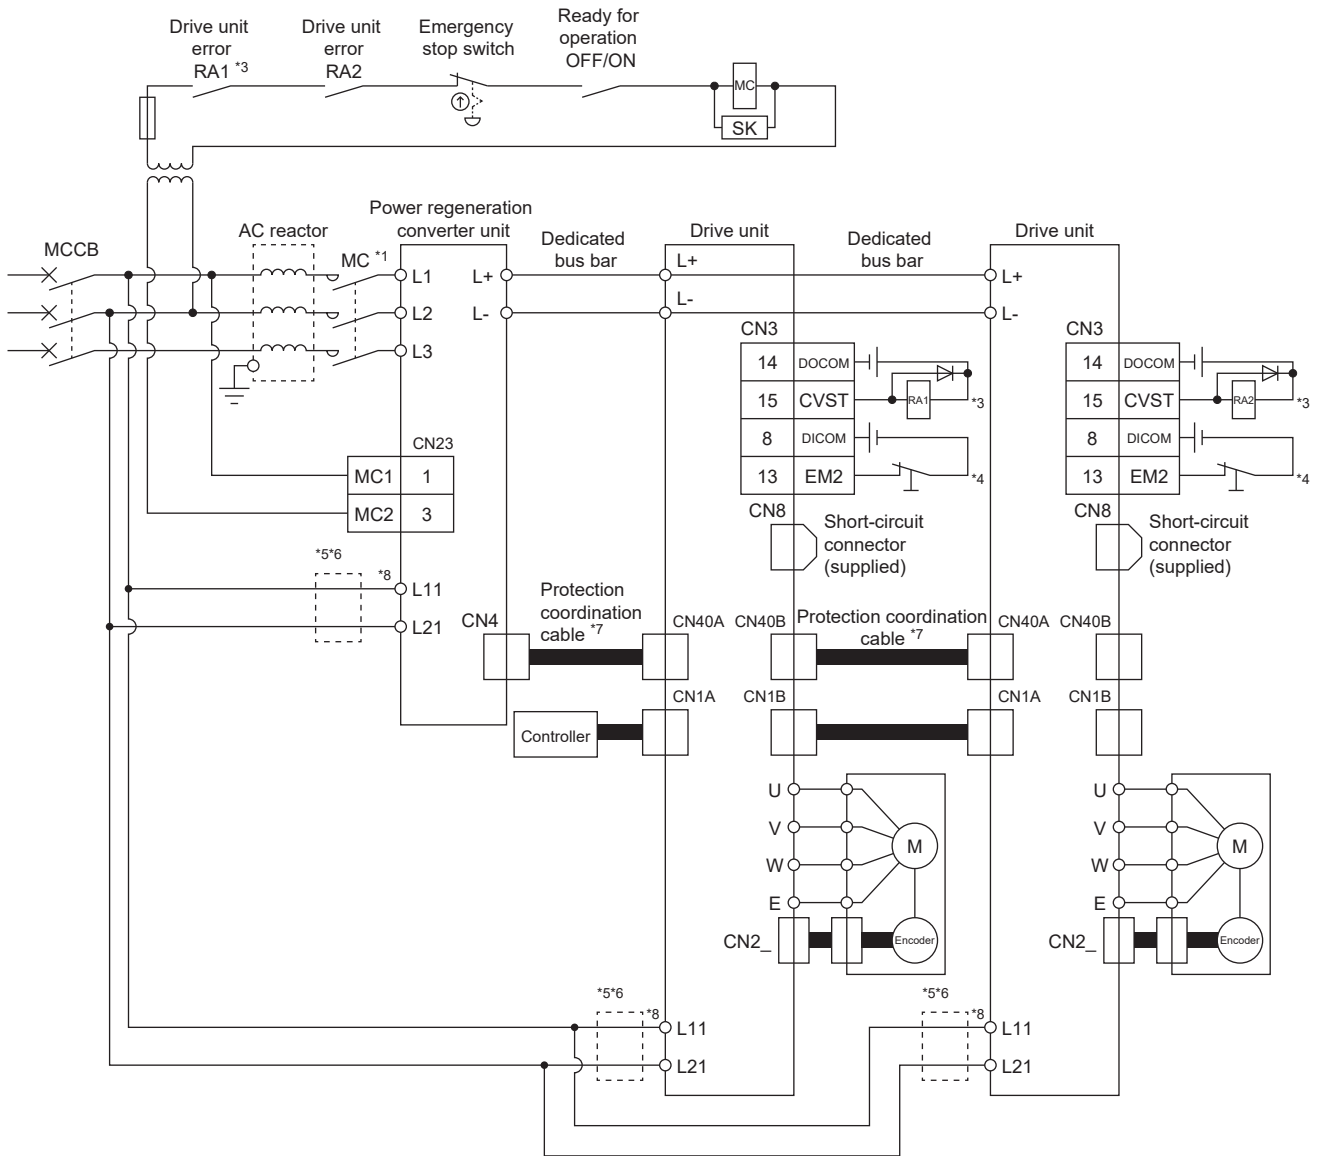 Drive unit
error
RA1 *3
Drive unit
error
RA2
Emergency
stop switch
Ready for
operation
OFF/ON
MC
SK
MCCB
AC reactor
MC *1
Power regeneration
converter unit
Dedicated
bus bar
Drive unit
Dedicated
bus bar
Drive unit
L1
L2
L3
L+
L-
L+
L-
L+
L-
CN3
14 DOCOM
15 CVST
8 DICOM
13 EM2
RA1
*3
*4
CN3
14 DOCOM
15 CVST
8 DICOM
13 EM2
RA2
*3
*4
CN23
MC1 1
MC2 3
CN8
Short-circuit
connector
(supplied)
CN8
Short-circuit
connector
(supplied)
*5*6
*8
L11
L21
CN4
Protection
coordination
cable *7
CN40A
CN40B
Protection coordination
cable *7
CN40A
CN40B
Controller
CN1A
CN1B
CN1A
CN1B
U
V
W
E
M
CN2_
Encoder
U
V
W
E
M
CN2_
Encoder
*5*6
*8
L11
L21
*5*6
*8
L11
L21